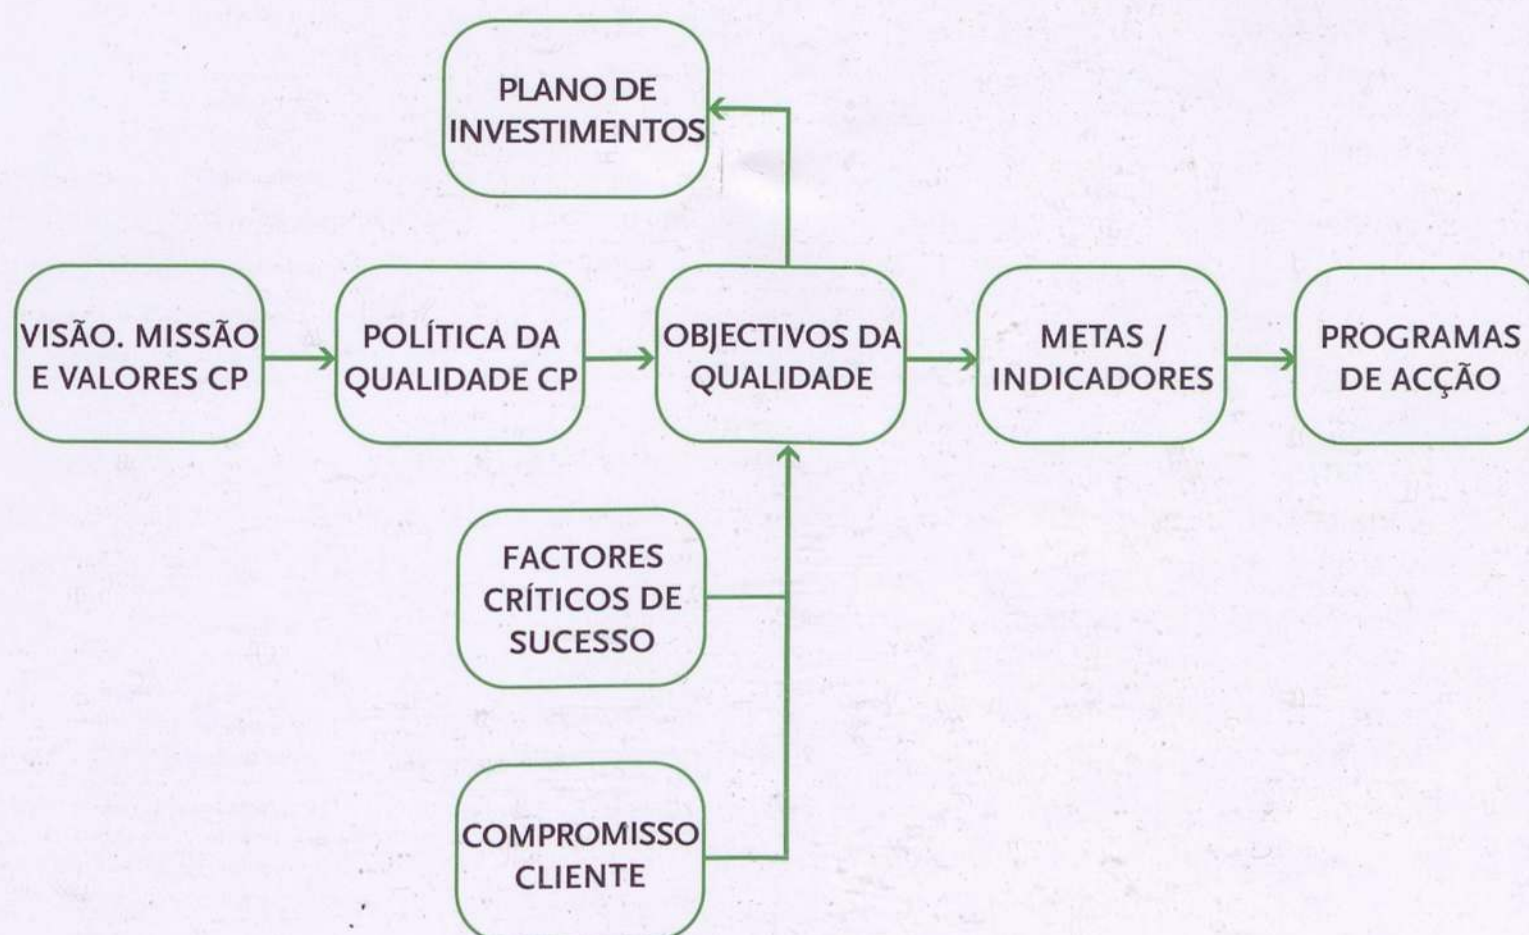 PLANO DE
INVESTIMENTOS
VISÃO. MISSÃO
E VALORES CP
POLÍTICA DA
QUALIDADE CP
OBJECTIVOS DA
QUALIDADE
METAS /
INDICADORES
PROGRAMAS
DE ACÇÃO
FACTORES
CRÍTICOS DE
SUCESSO
COMPROMISSO
CLIENTE